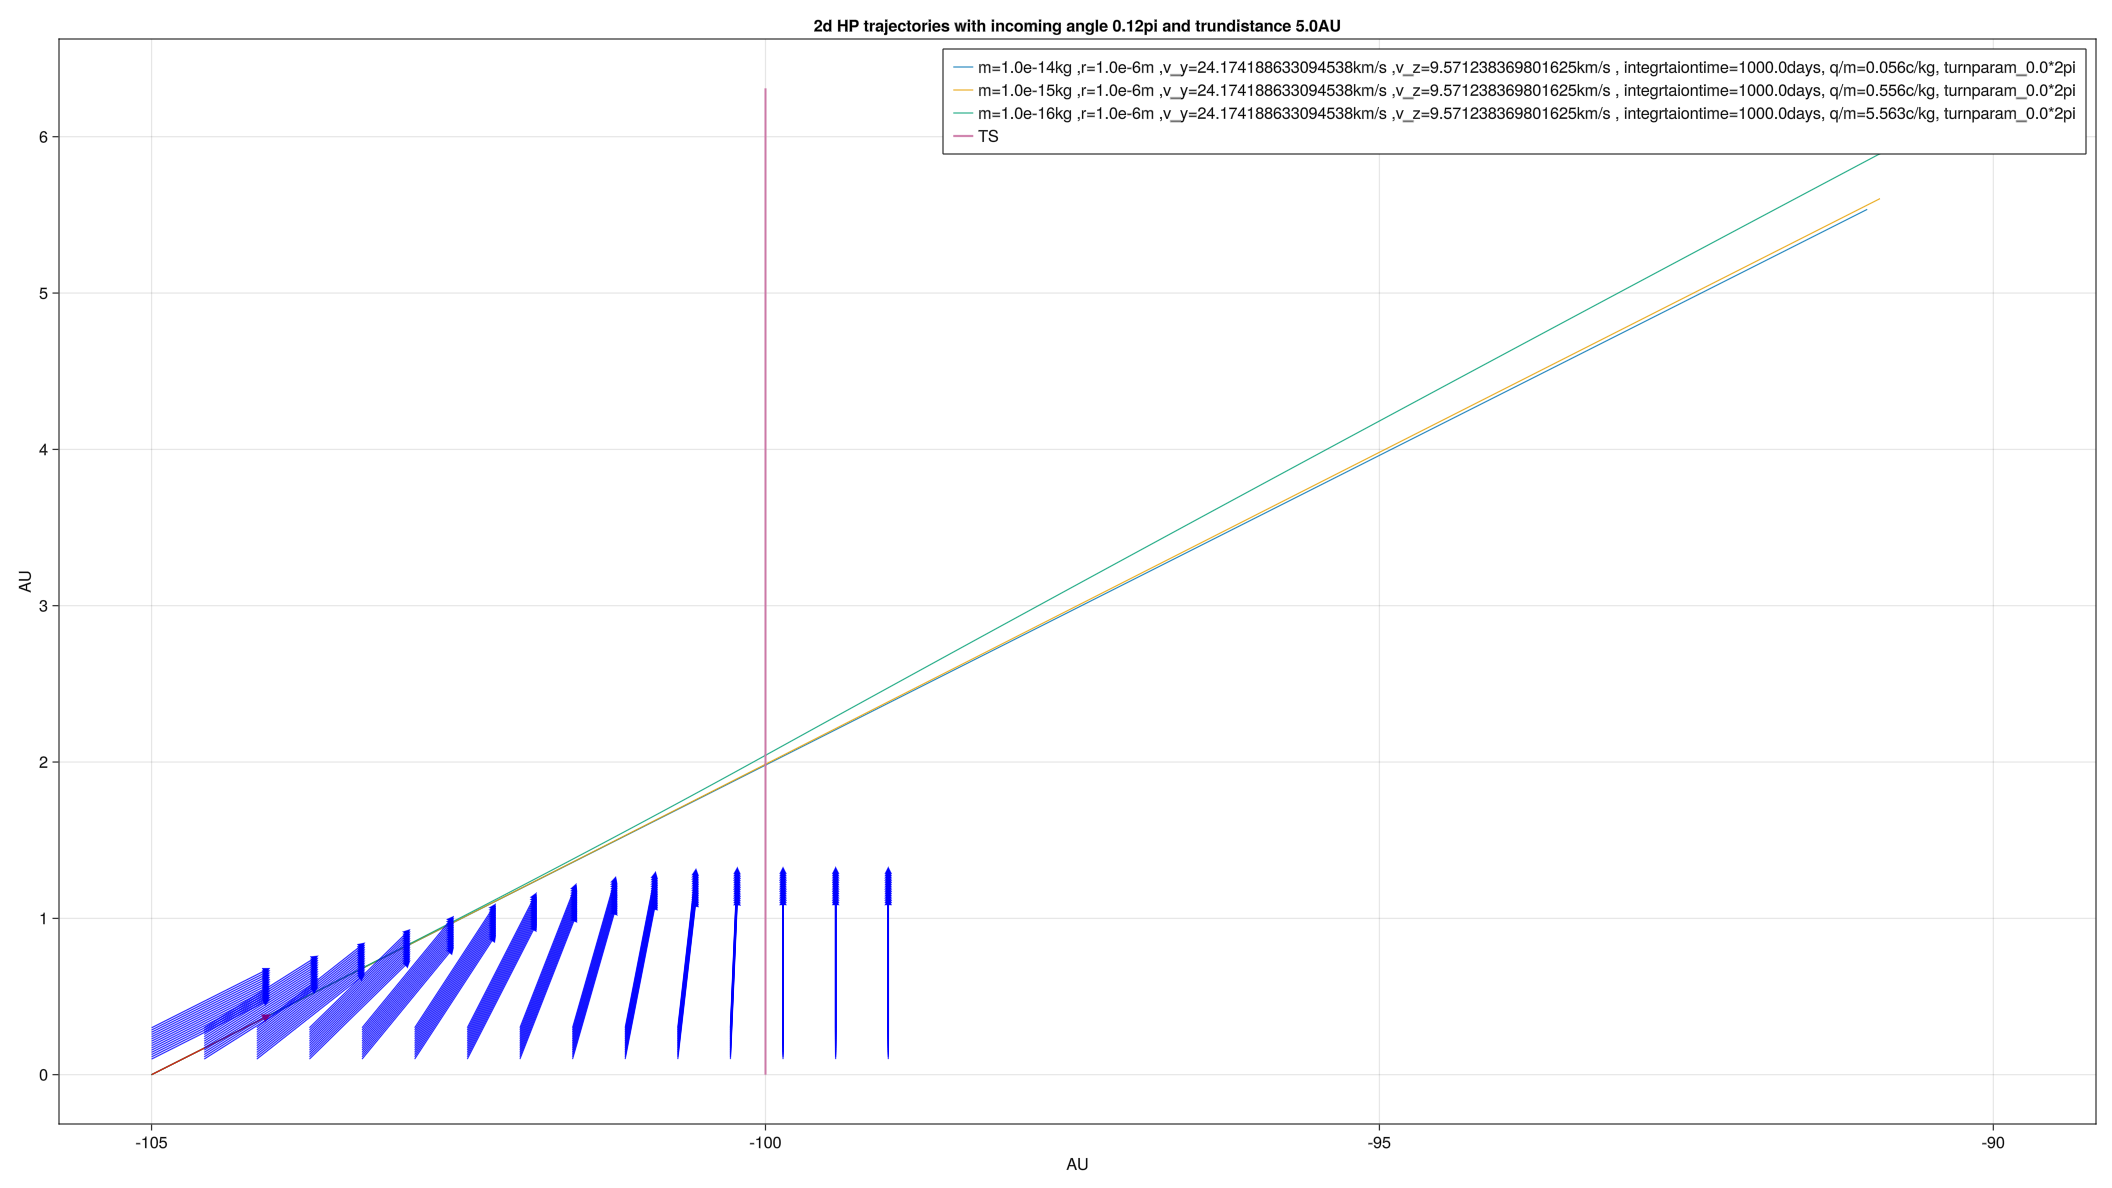 2d HP trajectories with incoming angle 0.12pi and trundistance 5.0AU
m=1.0e-14kg ,r=1.0e-6m ,v_y=24.174188633094538km/s ,v_z=9.571238369801625km/s , integrtaiontime=1000.0days, q/m=0.056c/kg, turnparam_0.0*2pi
m=1.0e-15kg ,r=1.0e-6m ,v_y=24.174188633094538km/s ,v_z=9.571238369801625km/s , integrtaiontime=1000.0days, q/m=0.556c/kg, turnparam_0.0*2pi
m=1.0e-16kg ,r=1.0e-6m ,v_y=24.174188633094538km/s ,v_z=9.571238369801625km/s , integrtaiontime=1000.0days, q/m=5.563c/kg, turnparam_0.0*2pi
TS
6
5
4
3
2
1
0
AU
-105
-100
-95
-90
AU